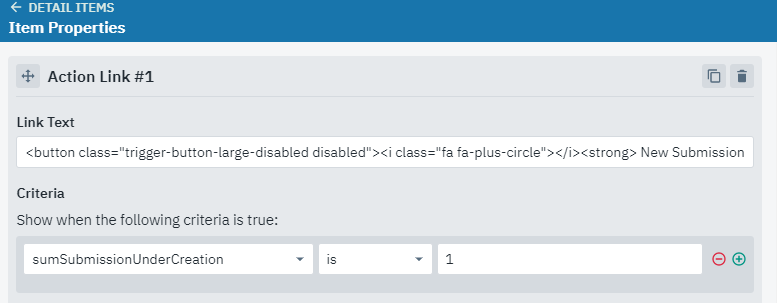 ← DETAIL ITEMS
Item Properties
Action Link #1
Link Text
<button class="trigger-button-large-disabled disabled"><i class="fa fa-plus-circle"></i><strong> New Submission
Criteria
Show when the following criteria is true:
sumSubmissionUnderCreation is 1